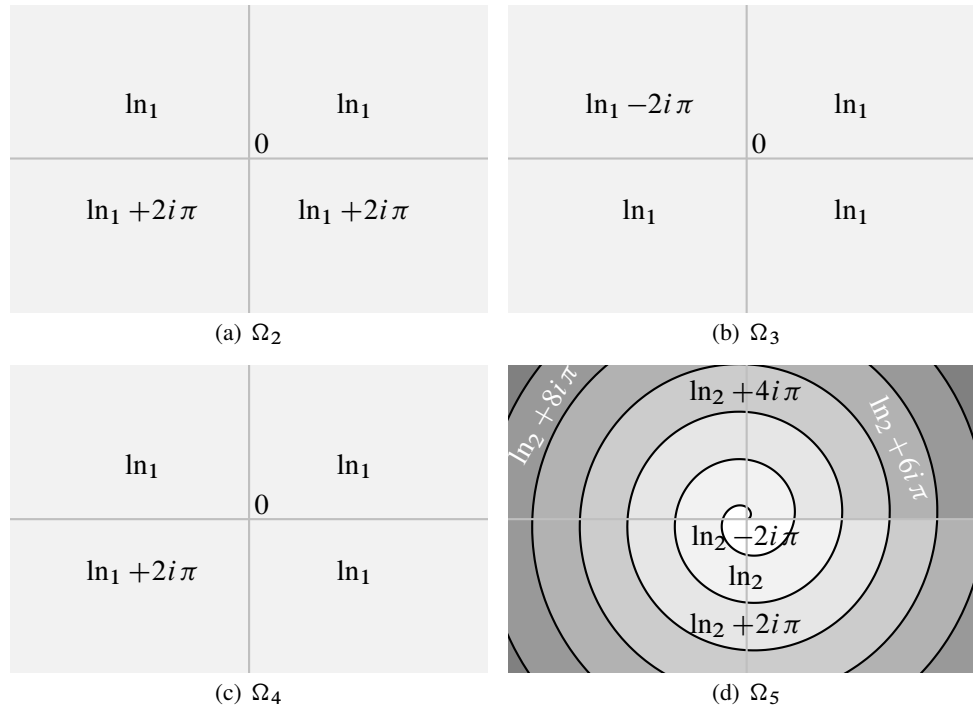 ln₁ ln₁
0
ln₁ +2iπ ln₁ +2iπ
(a) Ω₂
ln₁ −2iπ ln₁
0
ln₁ ln₁
(b) Ω₃
ln₁ ln₁
0
ln₁ +2iπ ln₁
(c) Ω₄
ln₂ +8iπ
ln₂ +4iπ
ln₂ +6iπ
ln₂ −2iπ
ln₂
ln₂ +2iπ
(d) Ω₅